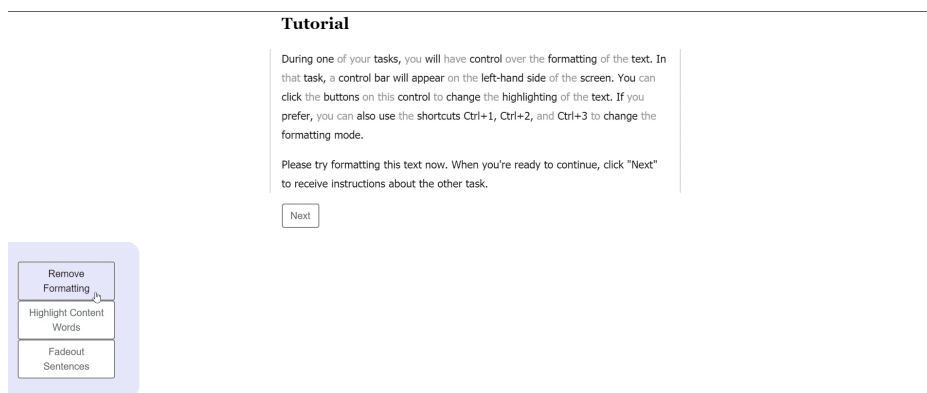 Tutorial
During one of your tasks, you will have control over the formatting of the text. In
that task, a control bar will appear on the left-hand side of the screen. You can
click the buttons on this control to change the highlighting of the text. If you
prefer, you can also use the shortcuts Ctrl+1, Ctrl+2, and Ctrl+3 to change the
formatting mode.
Please try formatting this text now. When you're ready to continue, click "Next"
to receive instructions about the other task.
Next
Remove
Formatting
Highlight Content
Words
Fadeout
Sentences